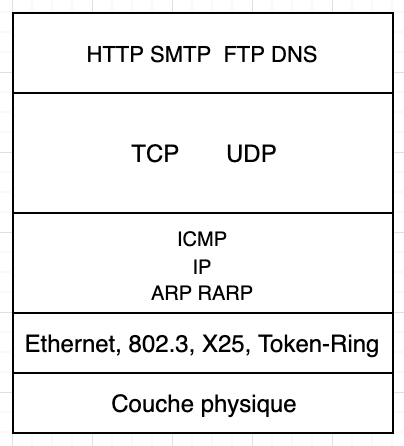 HTTP SMTP FTP DNS
TCP UDP
ICMP
IP
ARP RARP
Ethernet, 802.3, X25, Token-Ring
Couche physique